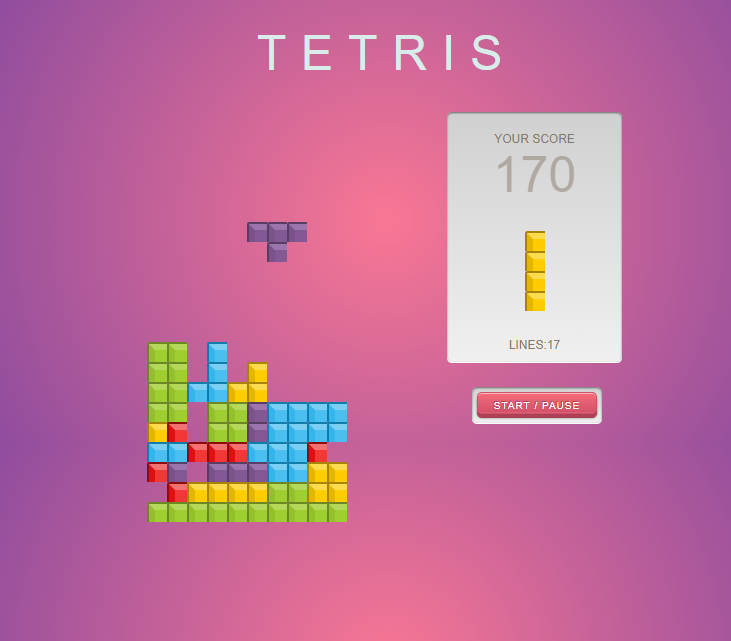 TETRIS
YOUR SCORE
170
LINES:17
START / PAUSE